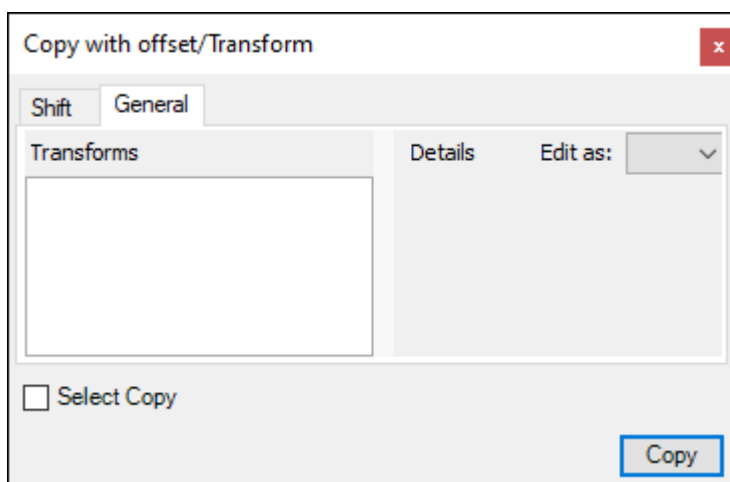 Copy with offset/Transform
x
Shift General
Transforms Details Edit as:
Select Copy
Copy